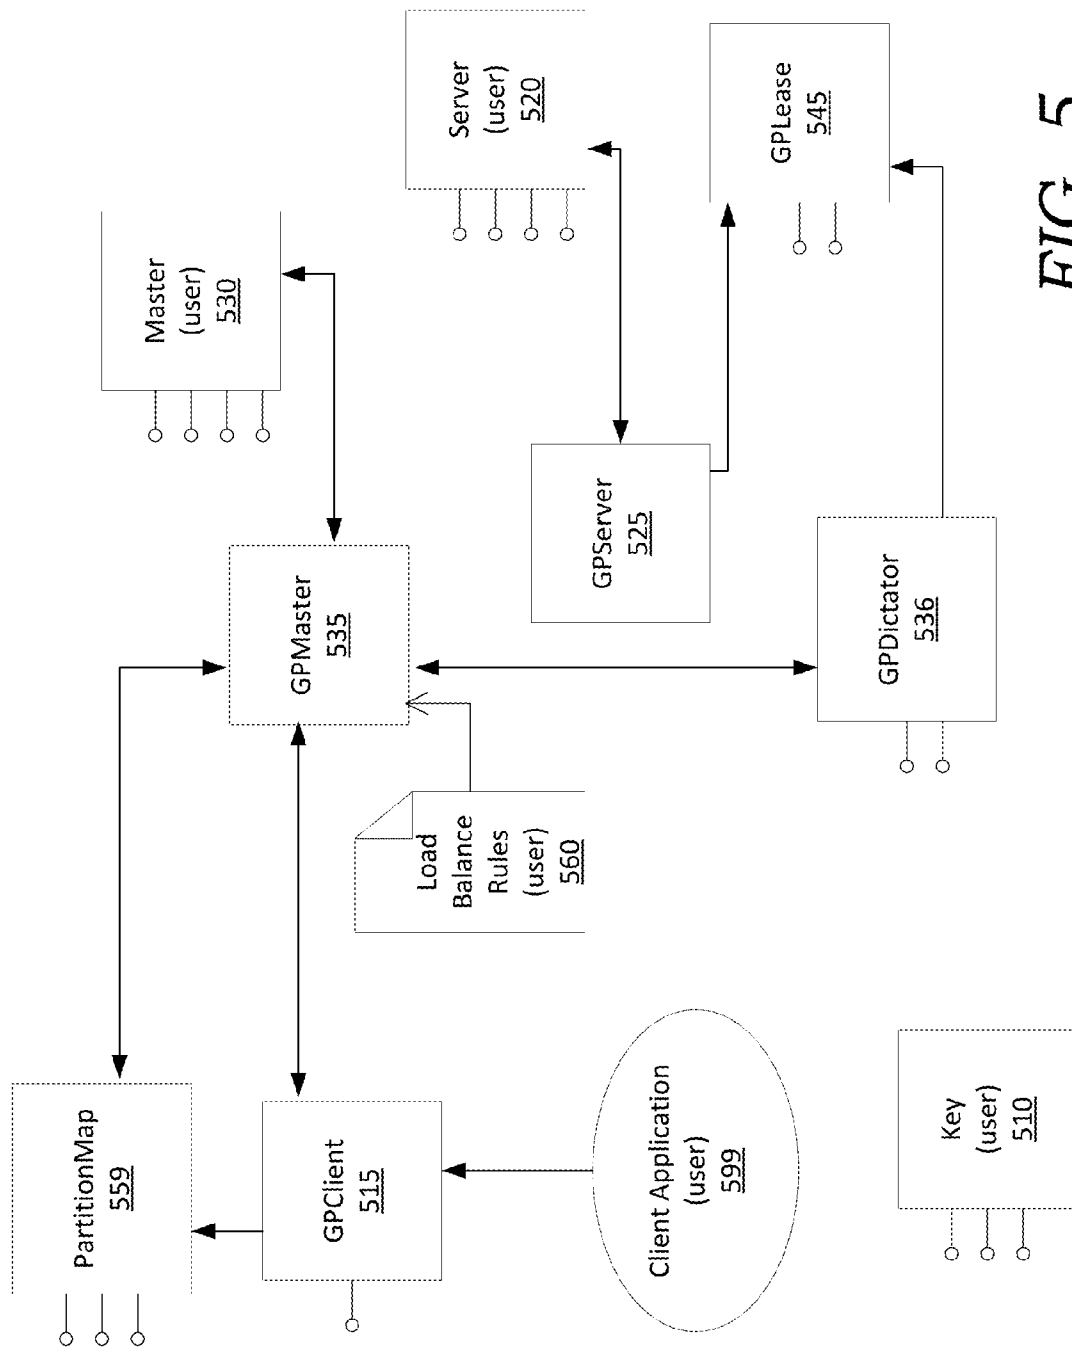 PartitionMap
559
GPClient
515
Client Application
(user)
599
Key
(user)
510
Load
Balance
Rules
(user)
560
GPMaster
535
GPServer
525
GPDictator
536
Master
(user)
530
Server
(user)
520
GPLease
545
FIG. 5